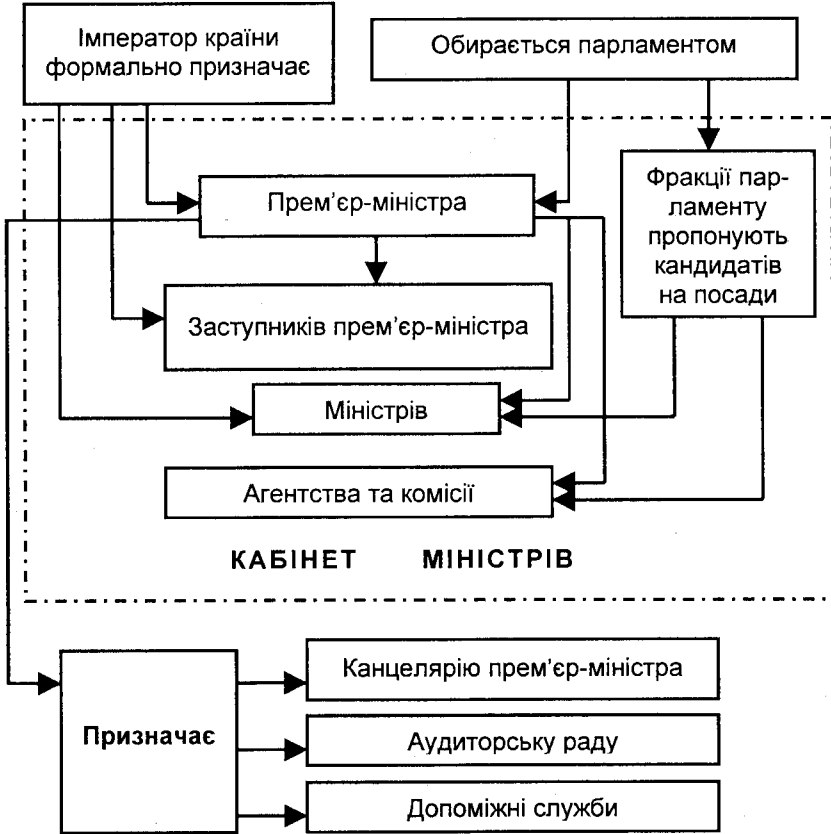 Імператор країни
формально призначає
Обирається парламентом
Прем’єр-міністра
Фракції пар-
ламенту
пропонують
кандидатів
на посади
Заступників прем’єр-міністра
Міністрів
Агентства та комісії
КАБІНЕТ МІНІСТРІВ
Призначає
Канцелярію прем’єр-міністра
Аудиторську раду
Допоміжні служби